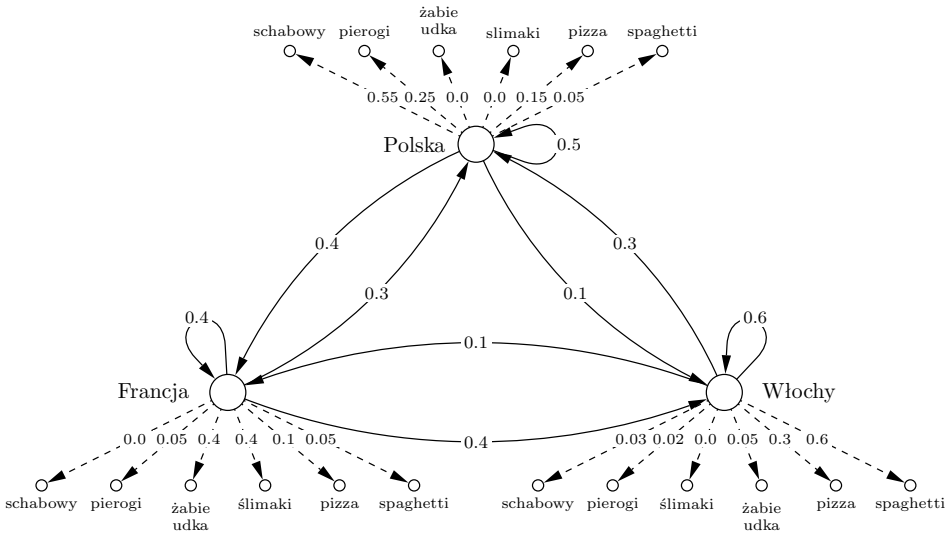 żabie
udka
schabowy pierogi slimaki pizza spaghetti
0.55 0.25 0.0 0.0 0.15 0.05
Polska
0.5
0.4
0.3
0.3
0.1
0.4
0.6
0.1
Francja
Włochy
0.4
0.0 0.05 0.4 0.4 0.1 0.05
0.03 0.02 0.0 0.05 0.3 0.6
schabowy pierogi żabie udka ślimaki pizza spaghetti
schabowy pierogi ślimaki żabie udka pizza spaghetti